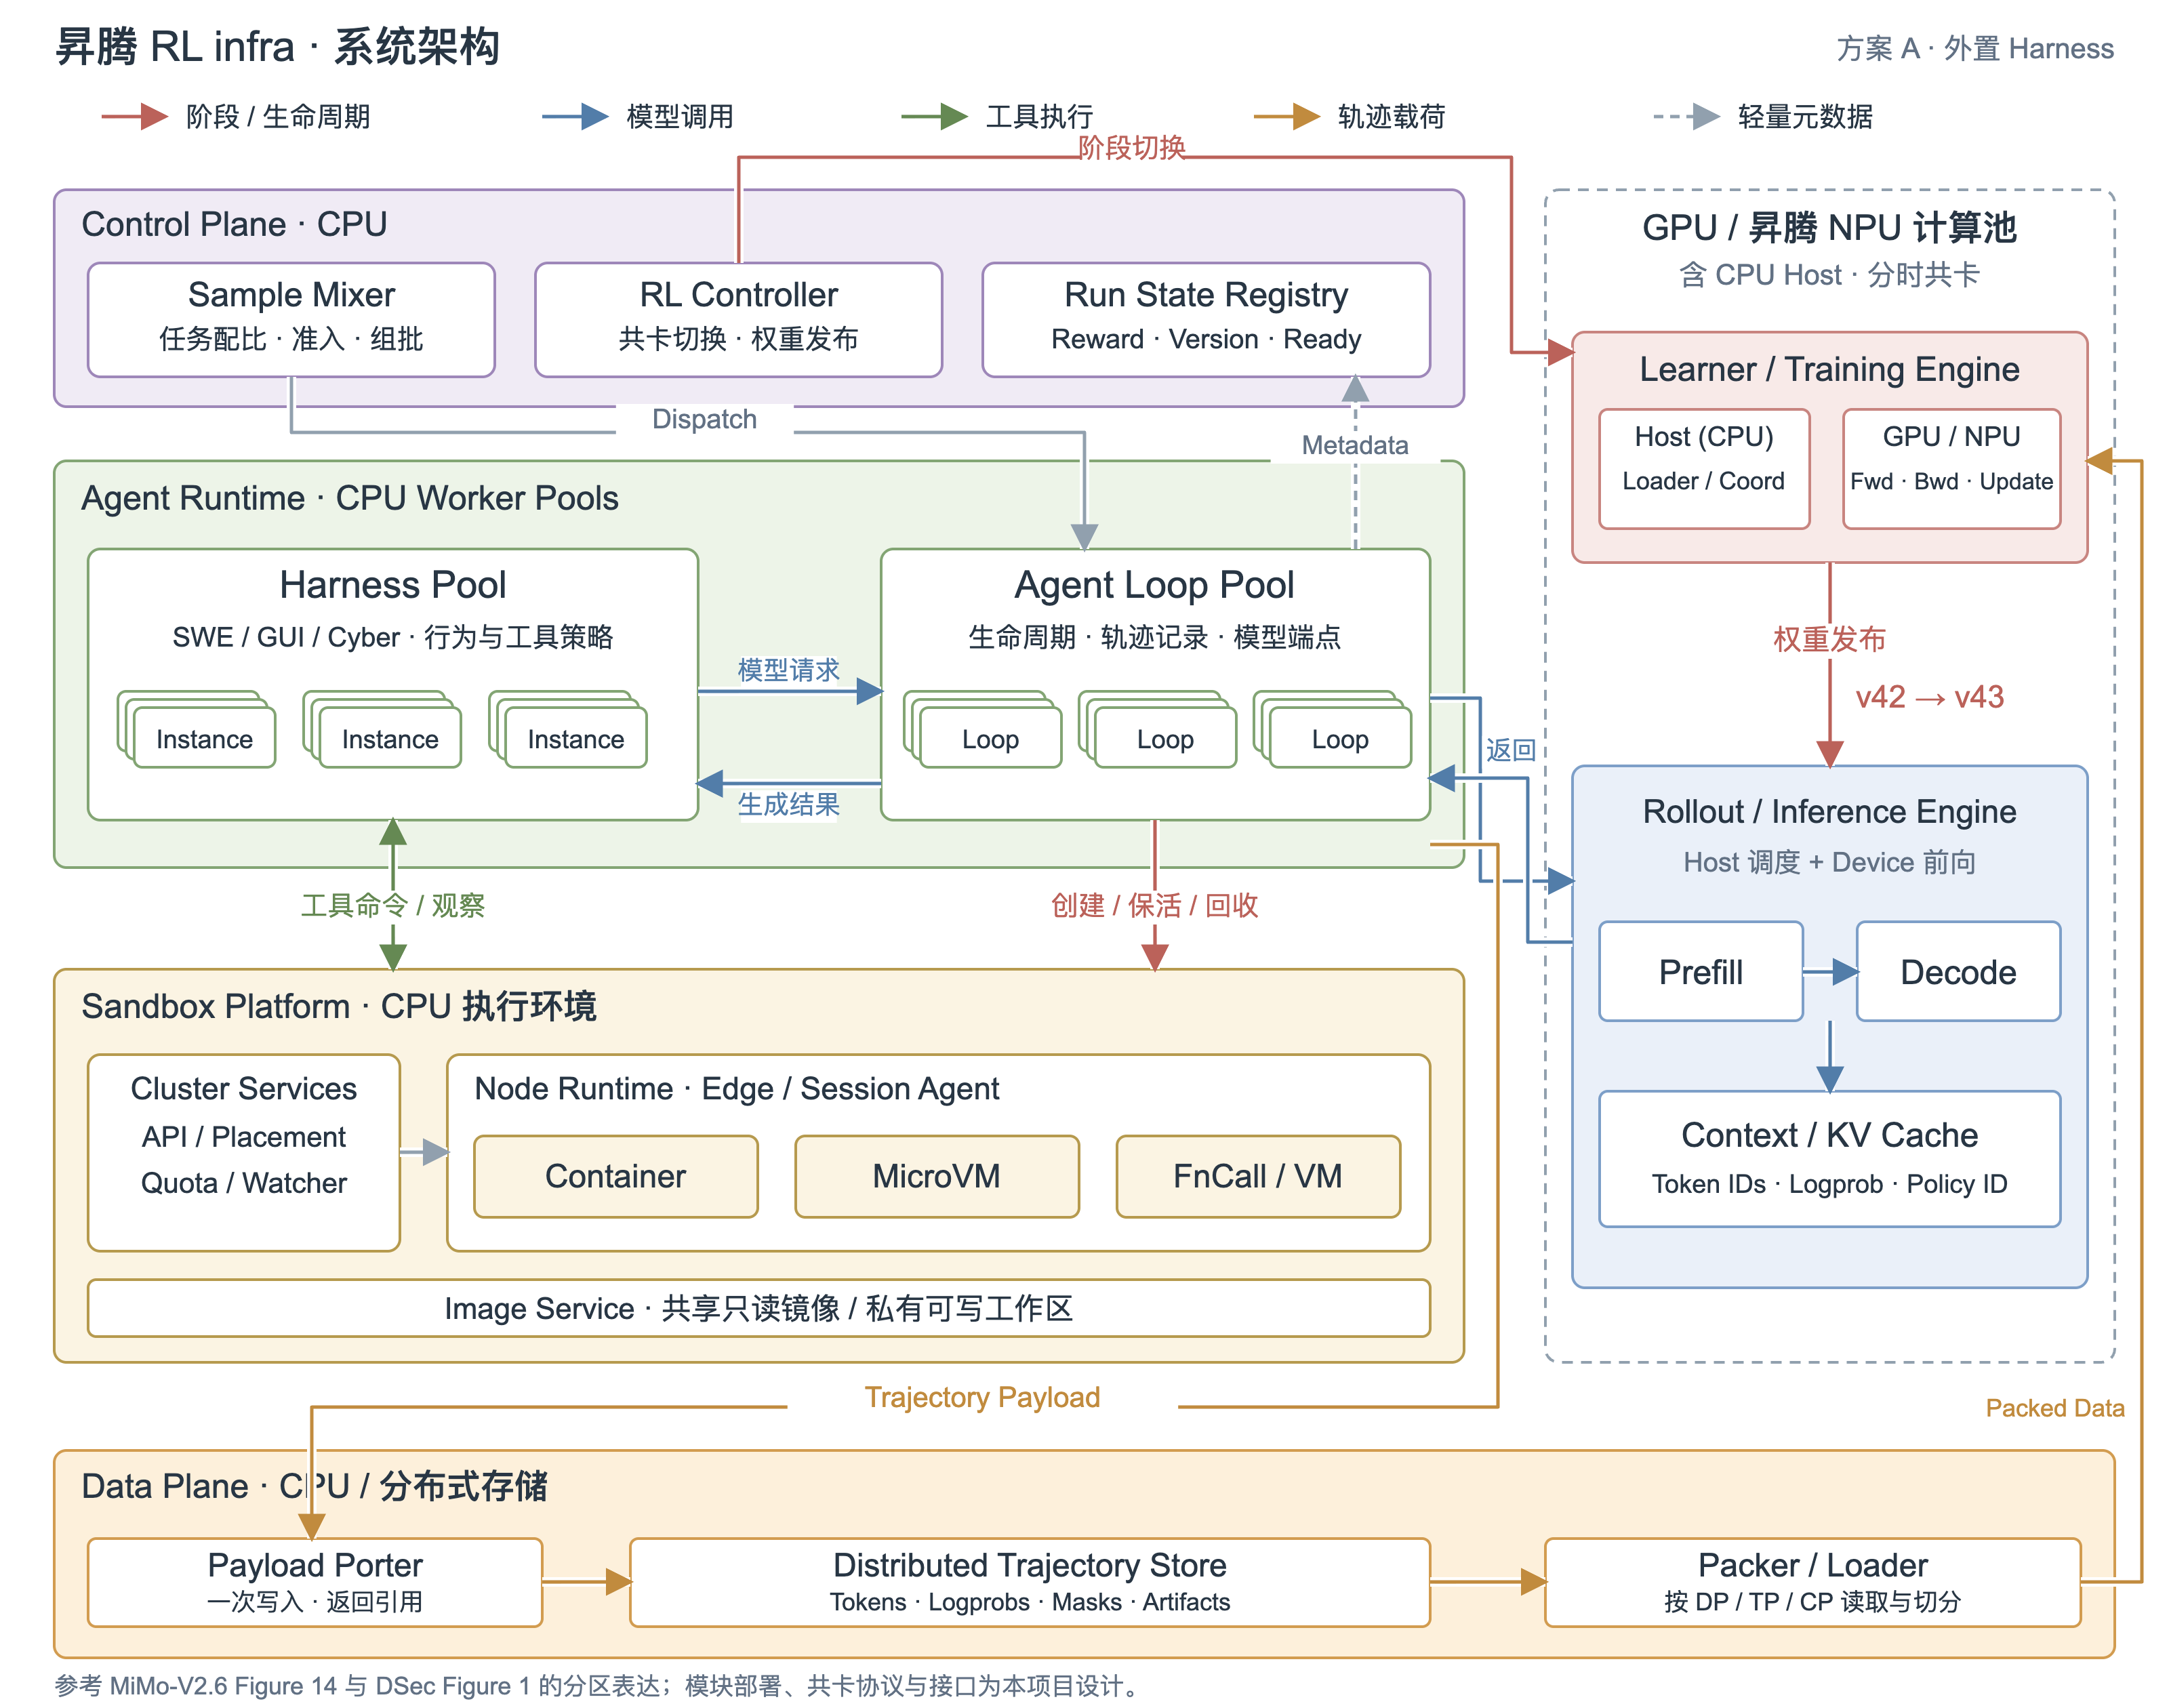 昇腾 RL infra · 系统架构
方案 A · 外置 Harness
阶段 / 生命周期
模型调用
工具执行
轨迹载荷
轻量元数据
阶段切换
Control Plane · CPU
Sample Mixer
任务配比 · 准入 · 组批
RL Controller
共卡切换 · 权重发布
Run State Registry
Reward · Version · Ready
Dispatch
Metadata
GPU / 昇腾 NPU 计算池
含 CPU Host · 分时共卡
Learner / Training Engine
Host (CPU)
Loader / Coord
GPU / NPU
Fwd · Bwd · Update
权重发布
v42 → v43
Agent Runtime · CPU Worker Pools
Harness Pool
SWE / GUI / Cyber · 行为与工具策略
Instance
Instance
Instance
模型请求
生成结果
Agent Loop Pool
生命周期 · 轨迹记录 · 模型端点
Loop
Loop
Loop
返回
工具命令 / 观察
创建 / 保活 / 回收
Rollout / Inference Engine
Host 调度 + Device 前向
Prefill
Decode
Context / KV Cache
Token IDs · Logprob · Policy ID
Sandbox Platform · CPU 执行环境
Cluster Services
API / Placement
Quota / Watcher
Node Runtime · Edge / Session Agent
Container
MicroVM
FnCall / VM
Image Service · 共享只读镜像 / 私有可写工作区
Trajectory Payload
Packed Data
Data Plane · CPU / 分布式存储
Payload Porter
一次写入 · 返回引用
Distributed Trajectory Store
Tokens · Logprobs · Masks · Artifacts
Packer / Loader
按 DP / TP / CP 读取与切分
参考 MiMo-V2.6 Figure 14 与 DSec Figure 1 的分区表达；模块部署、共卡协议与接口为本项目设计。